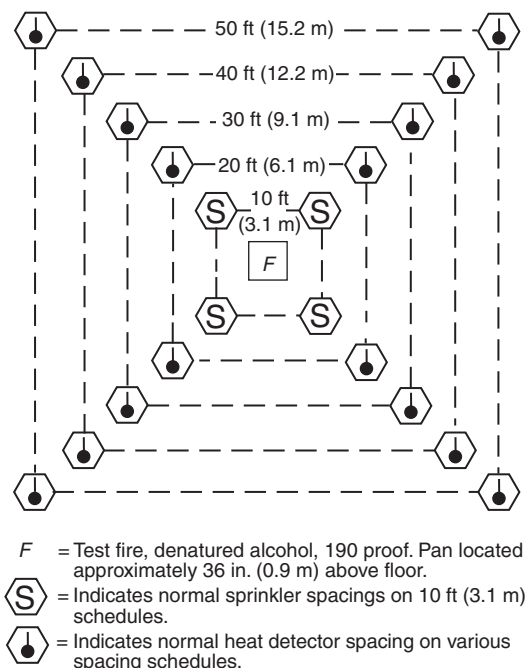 50 ft (15.2 m)
40 ft (12.2 m)
30 ft (9.1 m)
20 ft (6.1 m)
10 ft
(3.1 m)
S S
F
S S
F = Test fire, denatured alcohol, 190 proof. Pan located
approximately 36 in. (0.9 m) above floor.
S = Indicates normal sprinkler spacings on 10 ft (3.1 m)
schedules.
= Indicates normal heat detector spacing on various
spacing schedules.